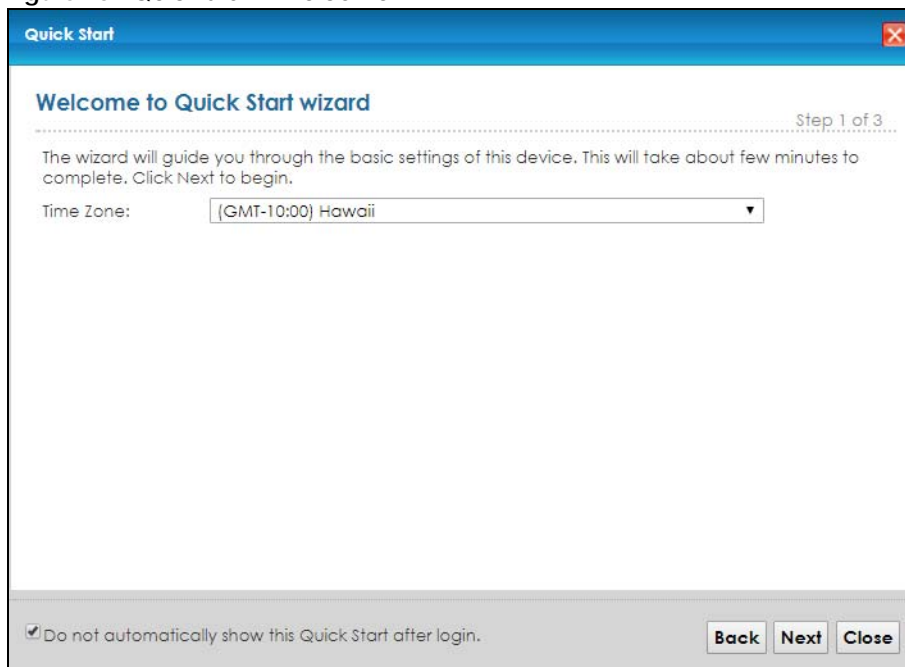 Quick Start
Welcome to Quick Start wizard
Step 1 of 3
The wizard will guide you through the basic settings of this device. This will take about few minutes to
complete. Click Next to begin.
Time Zone: (GMT-10:00) Hawaii
Do not automatically show this Quick Start after login.
Back Next Close